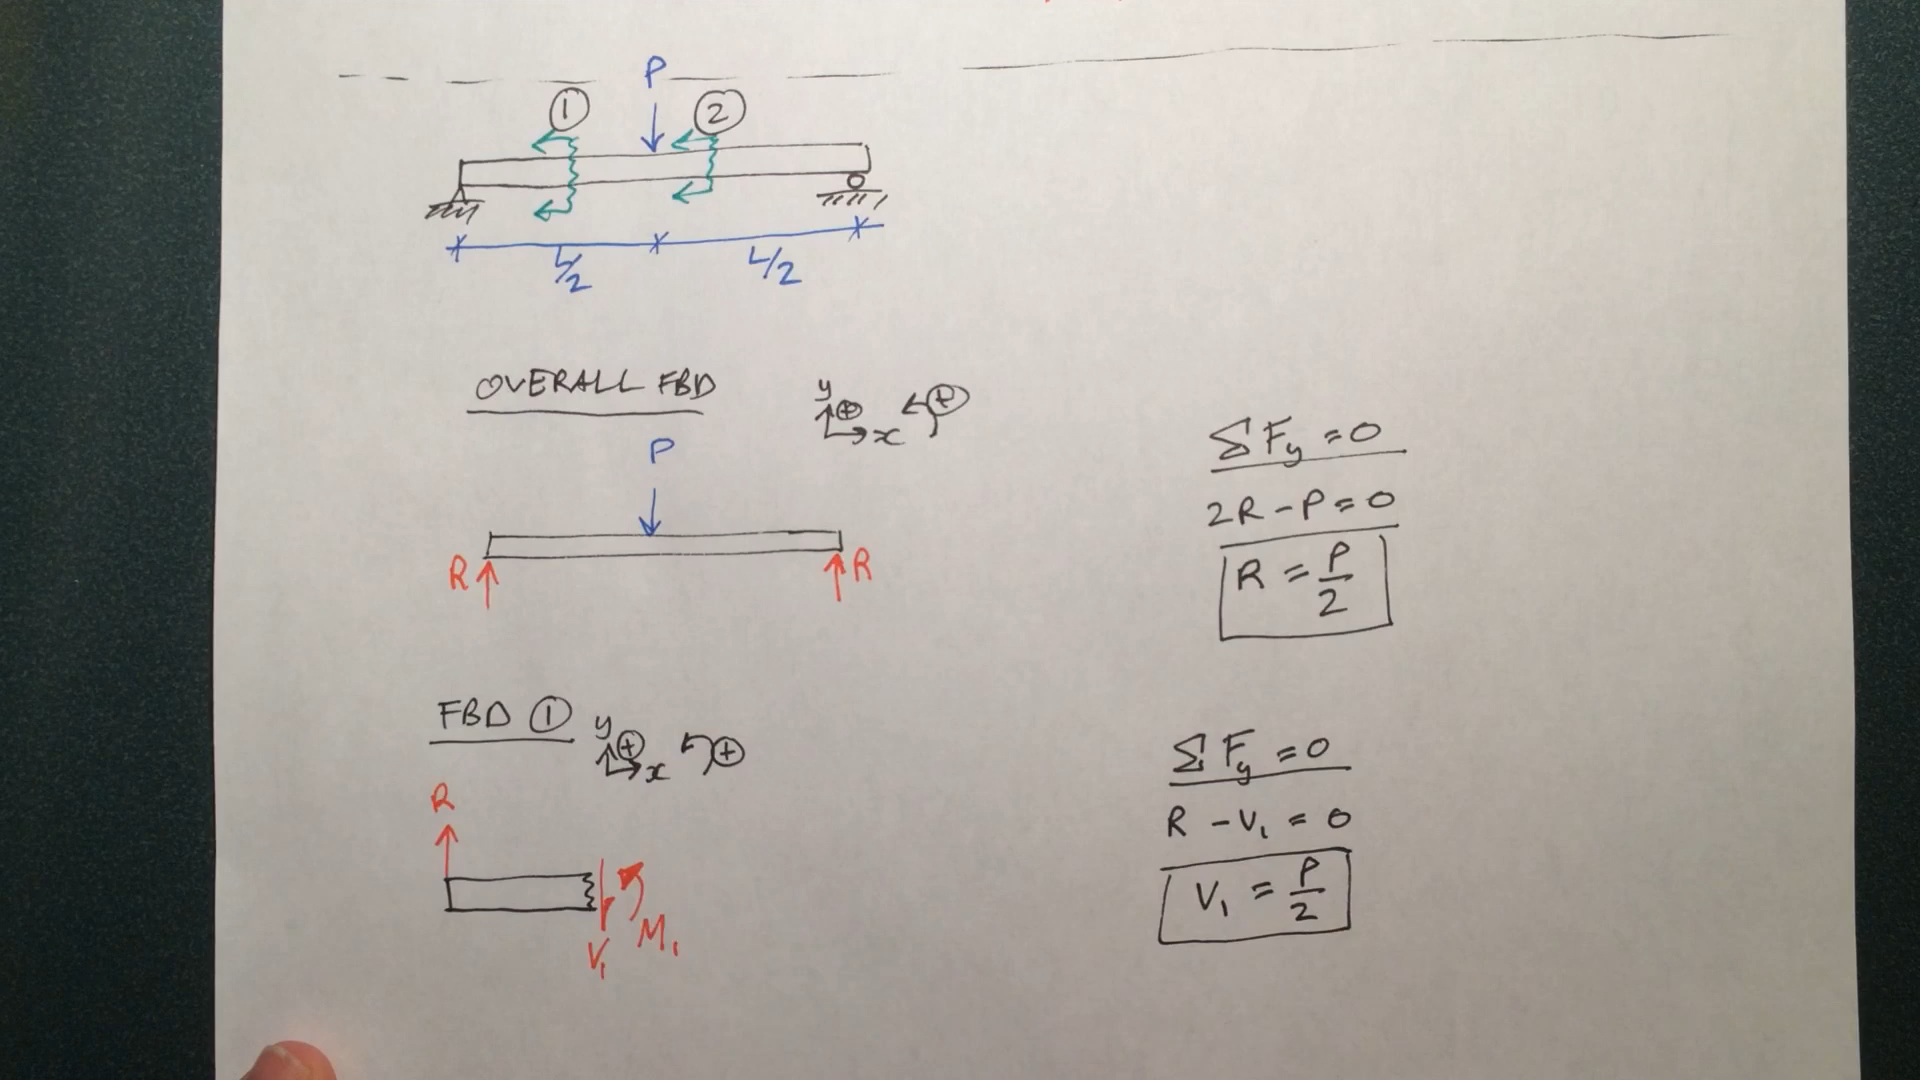 P
① ②
L/2 L/2
OVERALL FBD
y ⊕ x ⊕
P
R R
ΣFy = 0
2R - P = 0
R = P/2
FBD ①
y ⊕ x ⊕
R
V₁ M₁
ΣFy = 0
R - V₁ = 0
V₁ = P/2